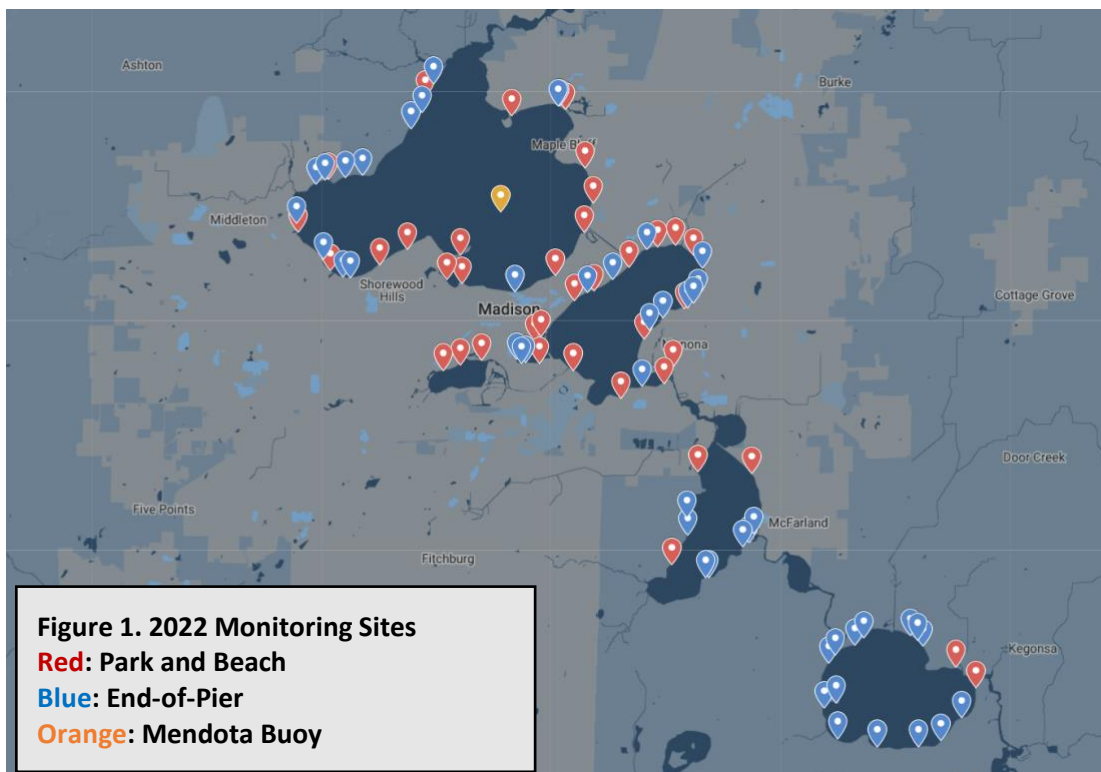 Ashton
Burke
Maple Bluff
Middleton
Shorewood
Hills
Madison
Cottage Grove
Monona
Door Creek
Five Points
McFarland
Fitchburg
Kegonsa
Figure 1. 2022 Monitoring Sites
Red: Park and Beach
Blue: End-of-Pier
Orange: Mendota Buoy